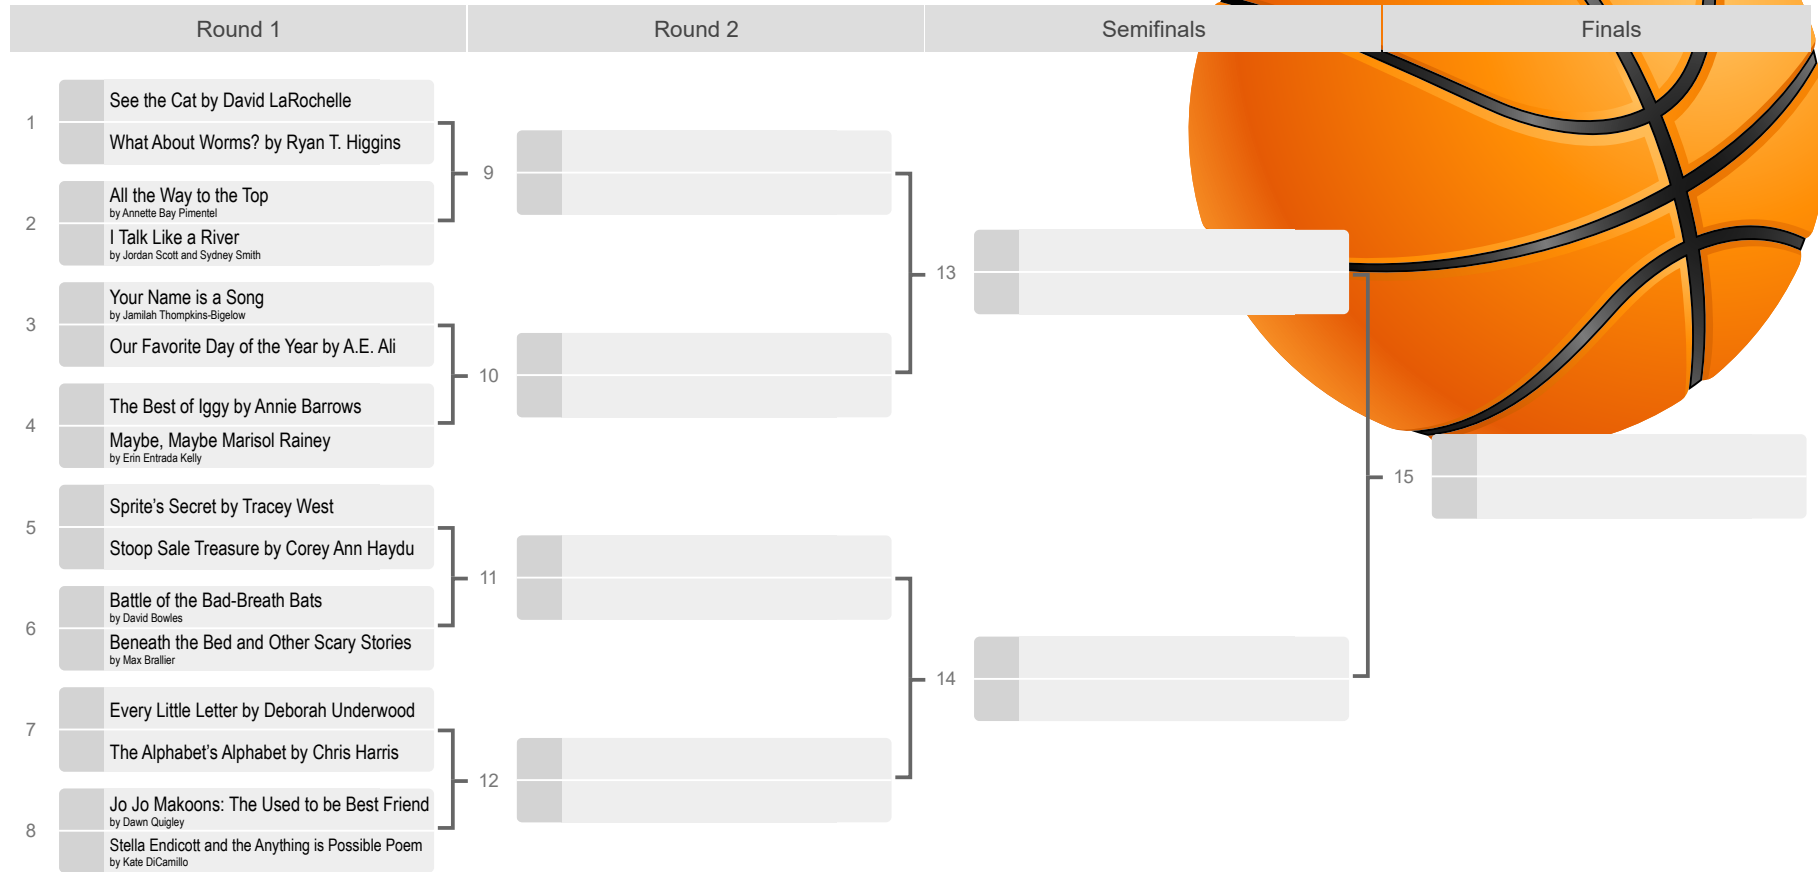 Round 1
Round 2
Semifinals
Finals
1
See the Cat by David LaRochelle
What About Worms? by Ryan T. Higgins
2
All the Way to the Top
by Annette Bay Pimentel
I Talk Like a River
by Jordan Scott and Sydney Smith
3
Your Name is a Song
by Jamilah Thompkins-Bigelow
Our Favorite Day of the Year by A.E. Ali
4
The Best of Iggy by Annie Barrows
Maybe, Maybe Marisol Rainey
by Erin Entrada Kelly
5
Sprite's Secret by Tracey West
Stoop Sale Treasure by Corey Ann Haydu
6
Battle of the Bad-Breath Bats
by David Bowles
Beneath the Bed and Other Scary Stories
by Max Brallier
7
Every Little Letter by Deborah Underwood
The Alphabet's Alphabet by Chris Harris
8
Jo Jo Makoons: The Used to be Best Friend
by Dawn Quigley
Stella Endicott and the Anything is Possible Poem
by Kate DiCamillo
9
10
11
12
13
14
15